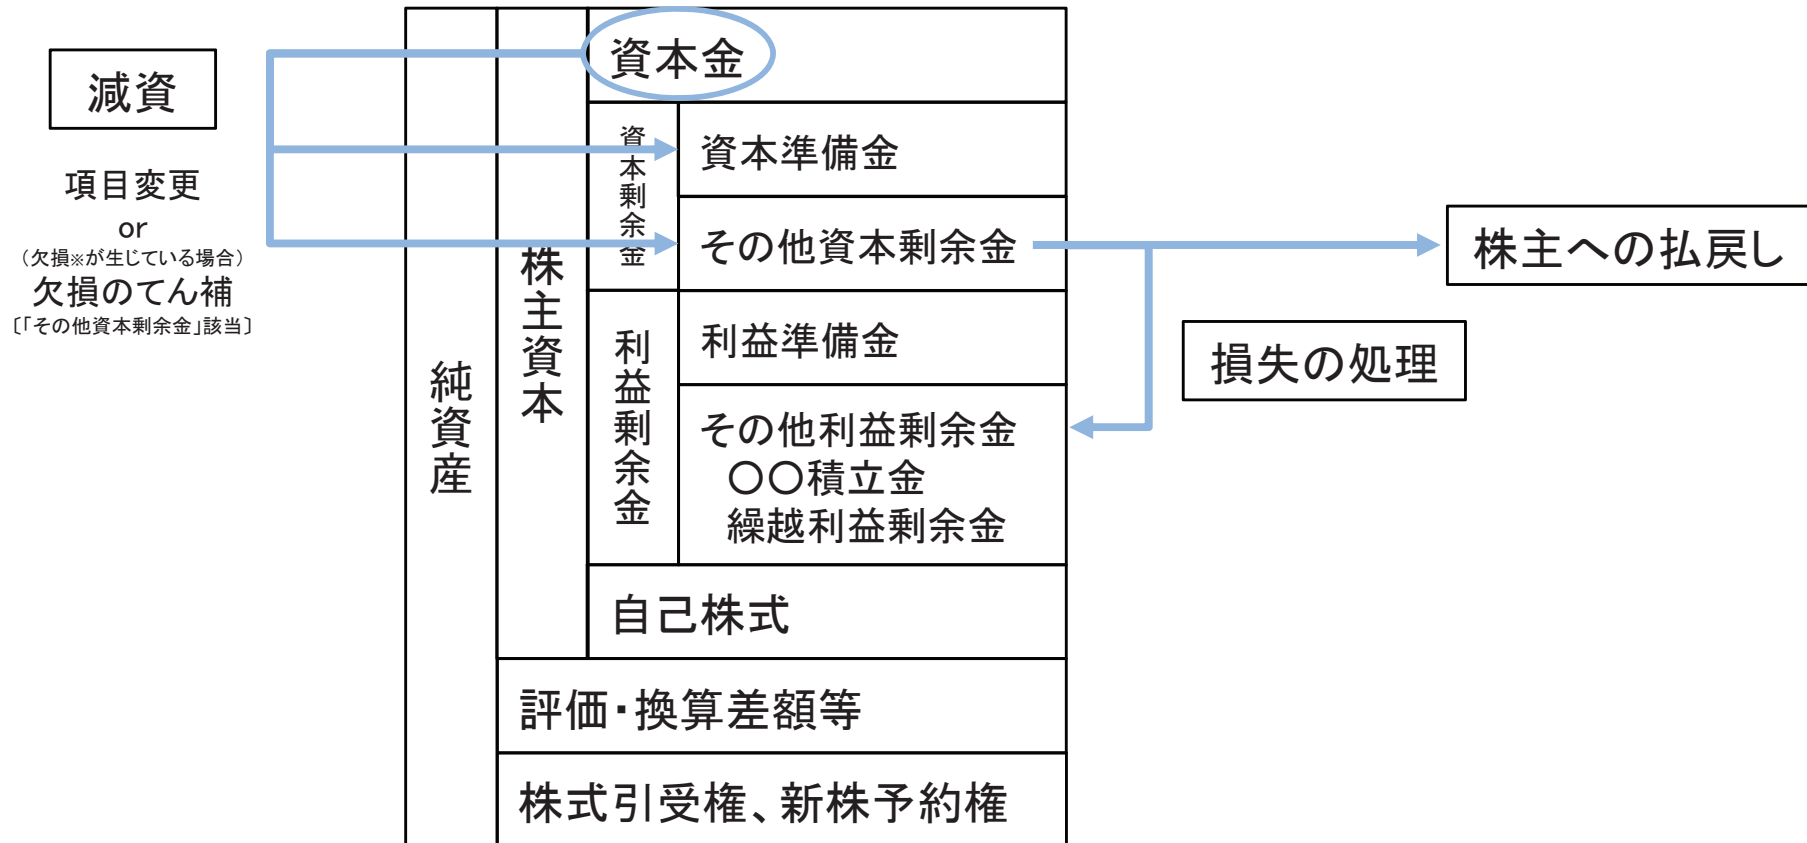 減資
項目変更
or
（欠損※が生じている場合）
欠損のてん補
〔「その他資本剰余金」該当〕
純資産
株主資本
資本金
資本剰余金
資本準備金
その他資本剰余金
利益剰余金
利益準備金
その他利益剰余金
〇〇積立金
繰越利益剰余金
自己株式
評価・換算差額等
株式引受権、新株予約権
株主への払戻し
損失の処理